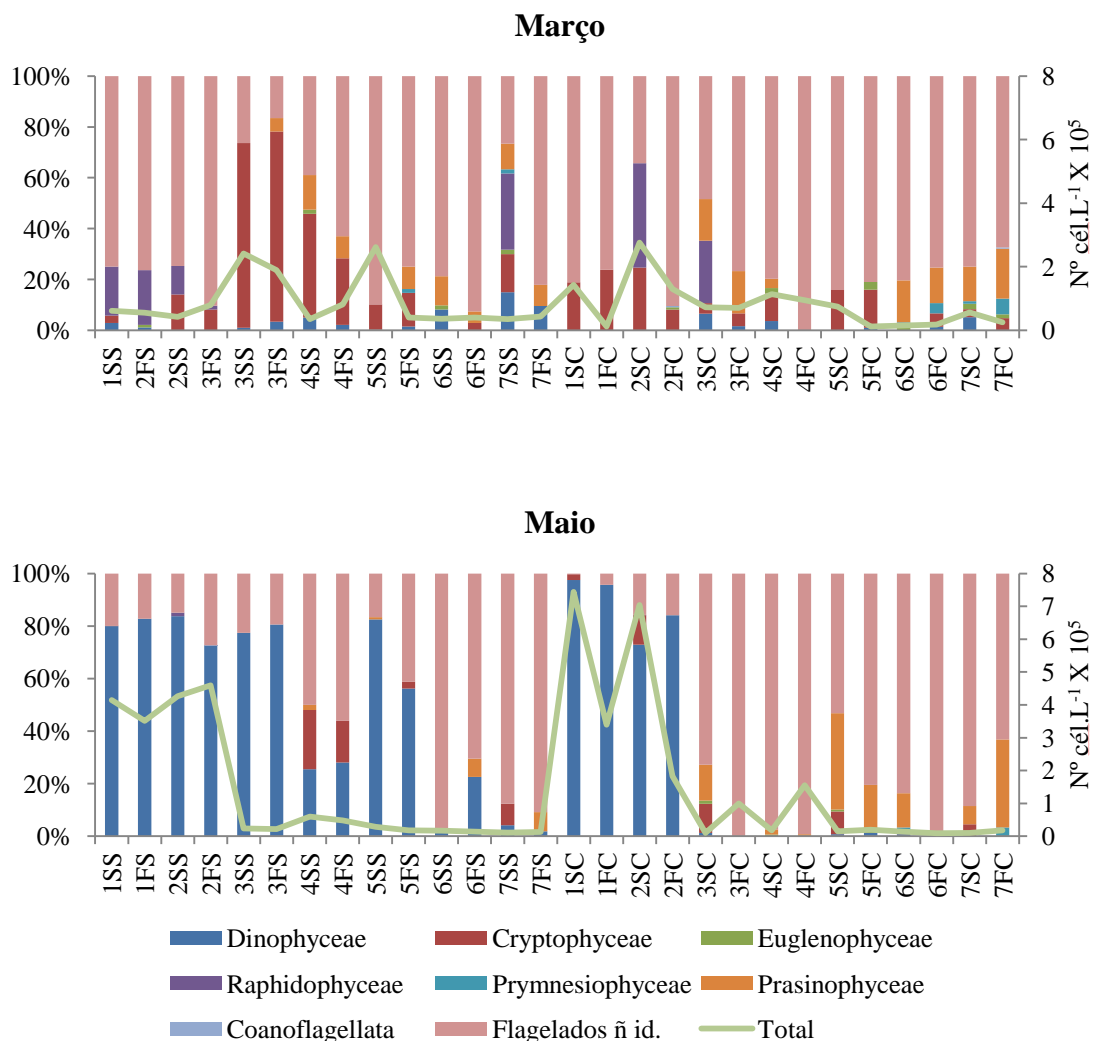 Março
100%
80%
60%
40%
20%
0%
8
6
4
2
0
Nº cél.L⁻¹ X 10⁵
1SS 2FS 2SS 3FS 3SS 3FS 4SS 4FS 5SS 5FS 6SS 6FS 7SS 7FS 1SC 1FC 2SC 2FC 3SC 3FC 4SC 4FC 5SC 5FC 6SC 6FC 7SC 7FC
Maio
100%
80%
60%
40%
20%
0%
8
7
6
5
4
3
2
1
0
Nº cél.L⁻¹ X 10⁵
1SS 1FS 2SS 2FS 3SS 3FS 4SS 4FS 5SS 5FS 6SS 6FS 7SS 7FS 1SC 1FC 2SC 2FC 3SC 3FC 4SC 4FC 5SC 5FC 6SC 6FC 7SC 7FC
Dinophyceae Cryptophyceae Euglenophyceae
Raphidophyceae Prymnesiophyceae Prasinophyceae
Coanoflagellata Flagelados ñ id. Total